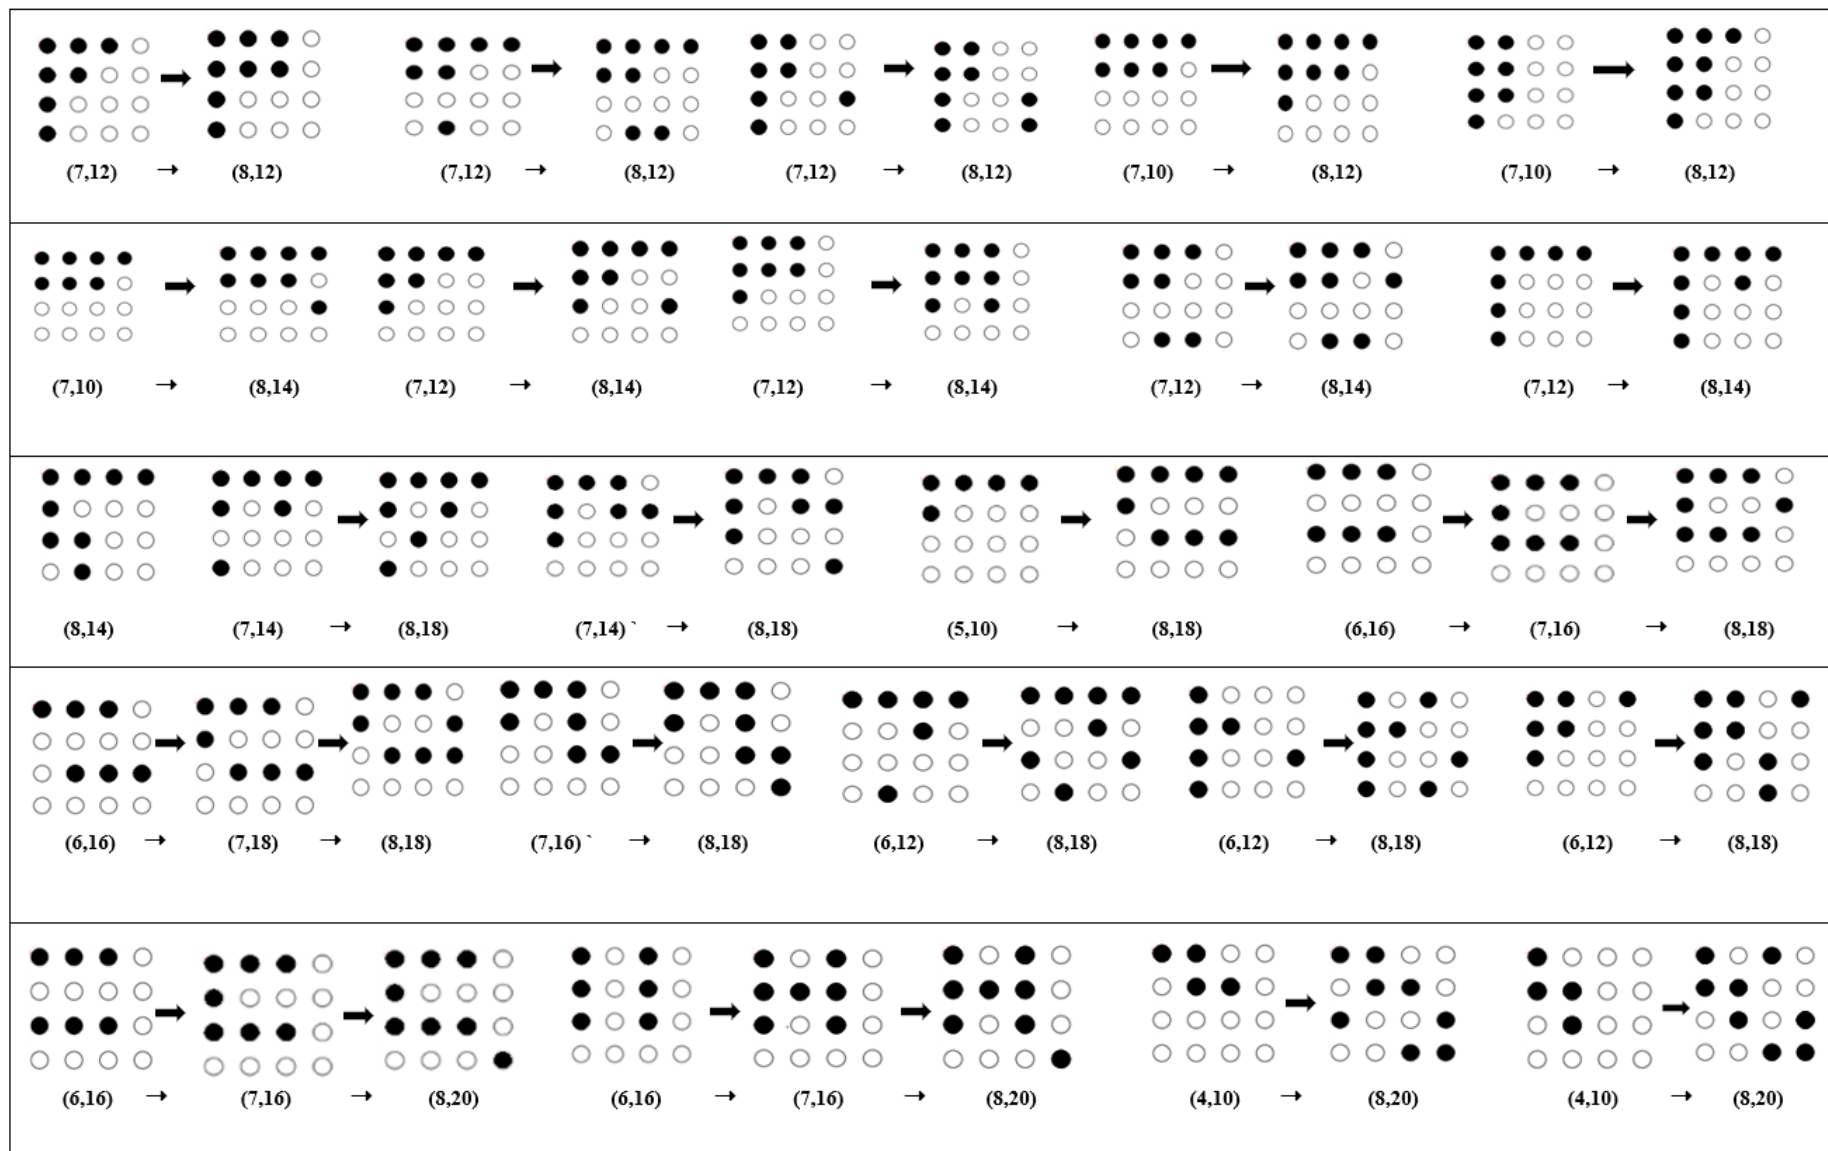 (7,12) → (8,12) (7,12) → (8,12) (7,12) → (8,12) (7,10) → (8,12) (7,10) → (8,12)
(7,10) → (8,14) (7,12) → (8,14) (7,12) → (8,14) (7,12) → (8,14) (7,12) → (8,14)
(8,14) (7,14) → (8,18) (7,14) ` → (8,18) (5,10) → (8,18) (6,16) → (7,16) → (8,18)
(6,16) → (7,18) → (8,18) (7,16) ` → (8,18) (6,12) → (8,18) (6,12) → (8,18) (6,12) → (8,18)
(6,16) → (7,16) → (8,20) (6,16) → (7,16) → (8,20) (4,10) → (8,20) (4,10) → (8,20)